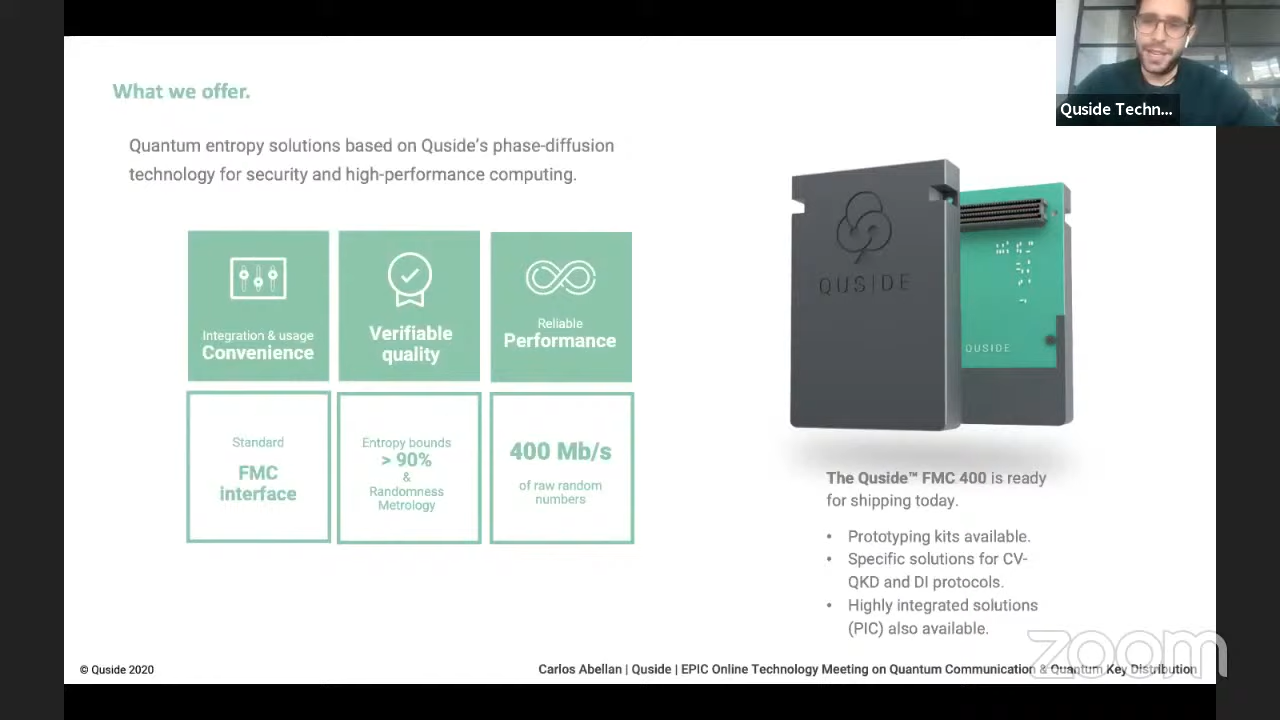 What we offer.
Quantum entropy solutions based on Quside's phase-diffusion
technology for security and high-performance computing.
Integration & usage
Convenience
Verifiable
quality
Reliable
Performance
Standard
FMC
interface
Entropy bounds
> 90%
&
Randomness
Metrology
400 Mb/s
of raw random
numbers
Quside Techn...
QUSIDE
QUSIDE
The Quside™ FMC 400 is ready
for shipping today.
• Prototyping kits available.
• Specific solutions for CV-
QKD and DI protocols.
• Highly integrated solutions
(PIC) also available.
© Quside 2020
Carlos Abellan | Quside | EPIC Online Technology Meeting on Quantum Communication & Quantum Key Distribution
zoom